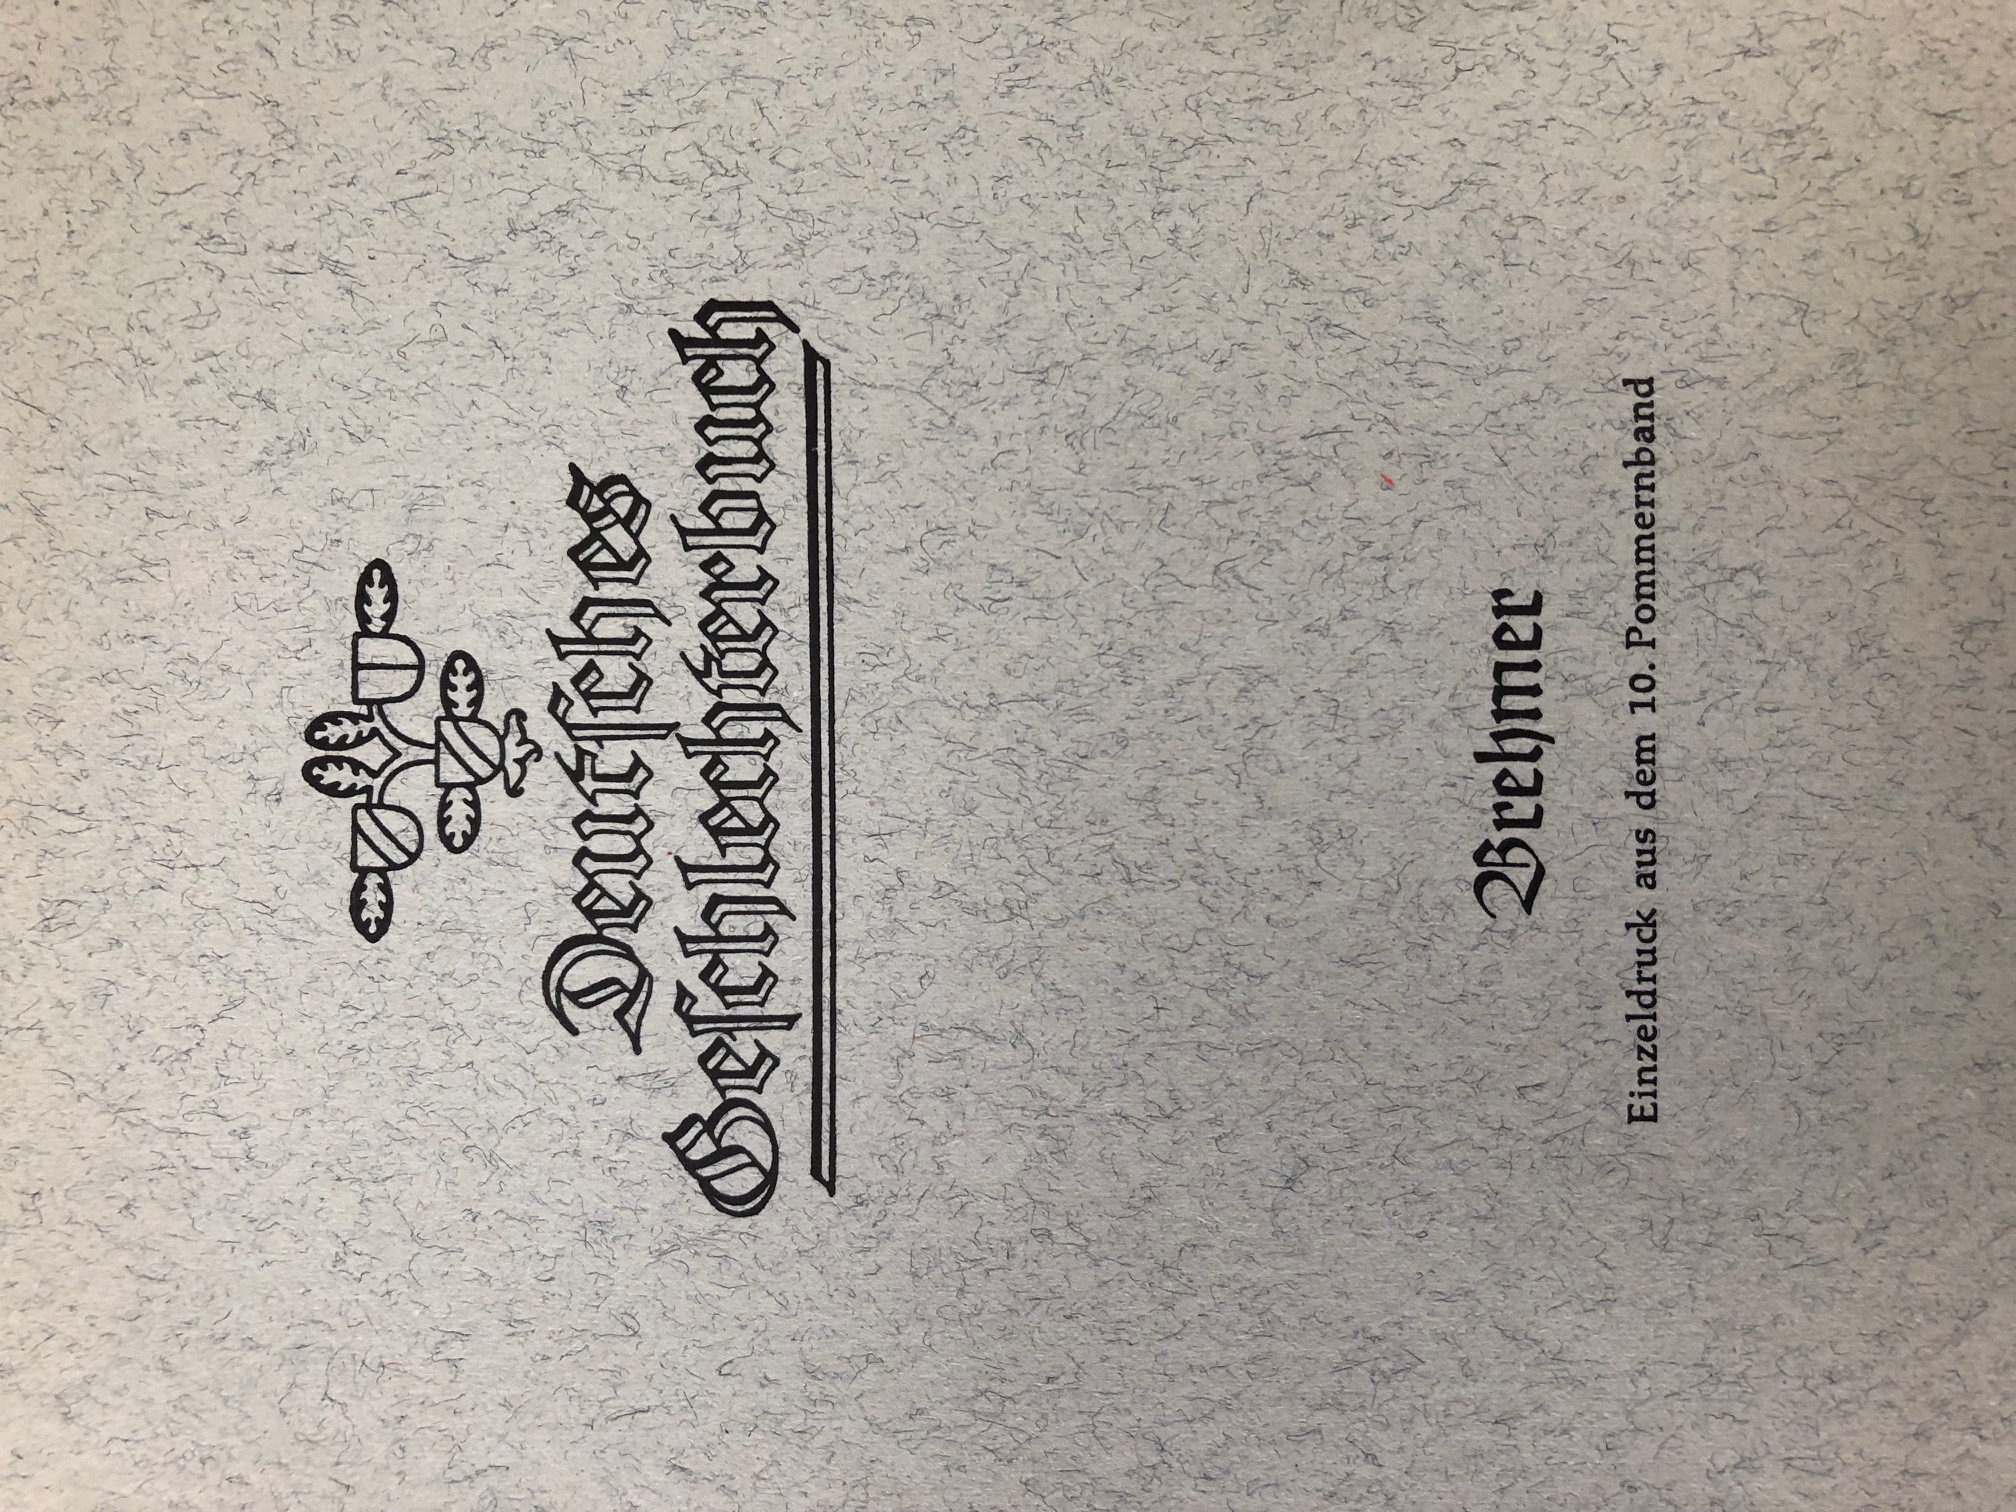 Deutſches
Geſchlechterbuch
Brehmer
Einzeldruck aus dem 10. Pommernband